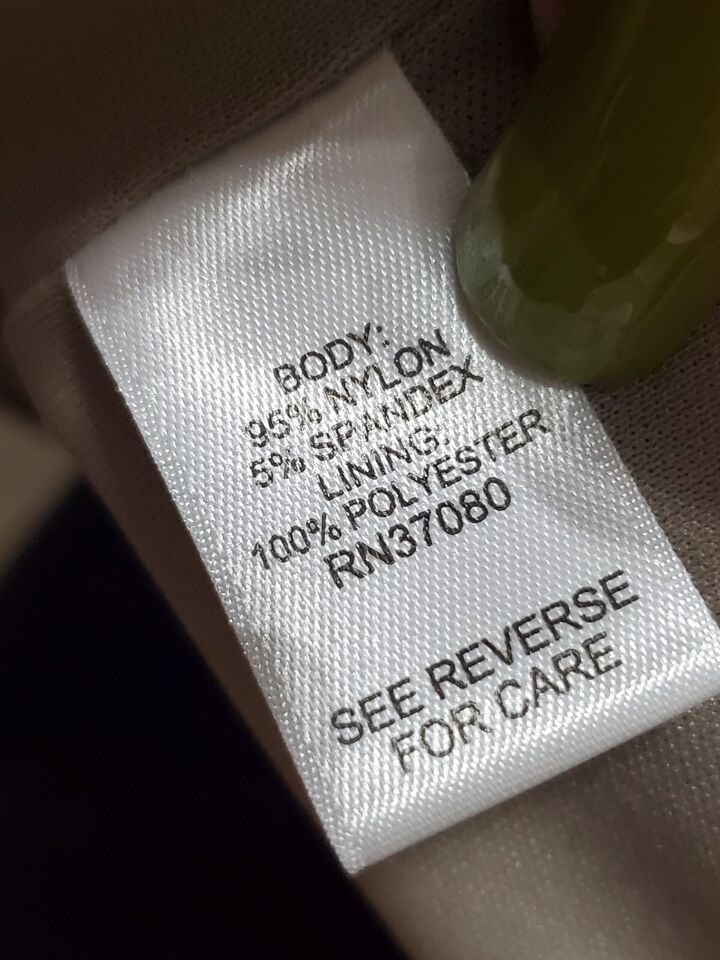 BODY:
95% NYLON
5% SPANDEX
LINING:
100% POLYESTER
RN37080
SEE REVERSE
FOR CARE